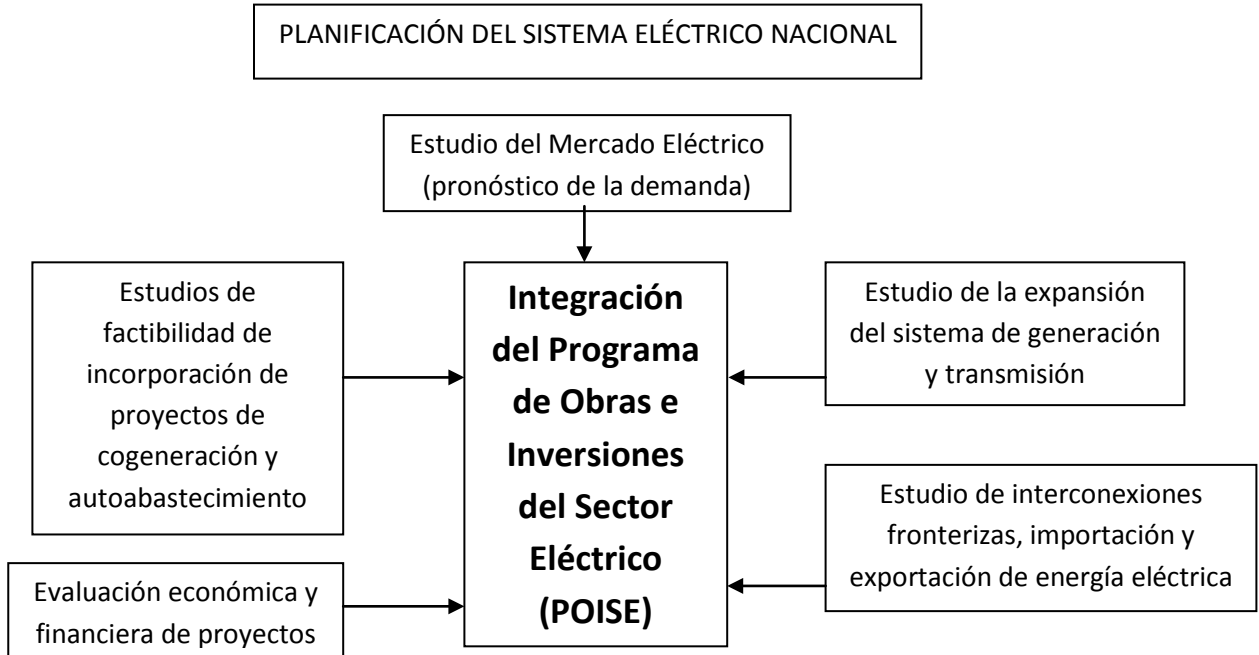 PLANIFICACIÓN DEL SISTEMA ELÉCTRICO NACIONAL
Estudio del Mercado Eléctrico
(pronóstico de la demanda)
Estudios de
factibilidad de
incorporación de
proyectos de
cogeneración y
autoabastecimiento
Evaluación económica y
financiera de proyectos
Integración
del Programa
de Obras e
Inversiones
del Sector
Eléctrico
(POISE)
Estudio de la expansión
del sistema de generación
y transmisión
Estudio de interconexiones
fronterizas, importación y
exportación de energía eléctrica